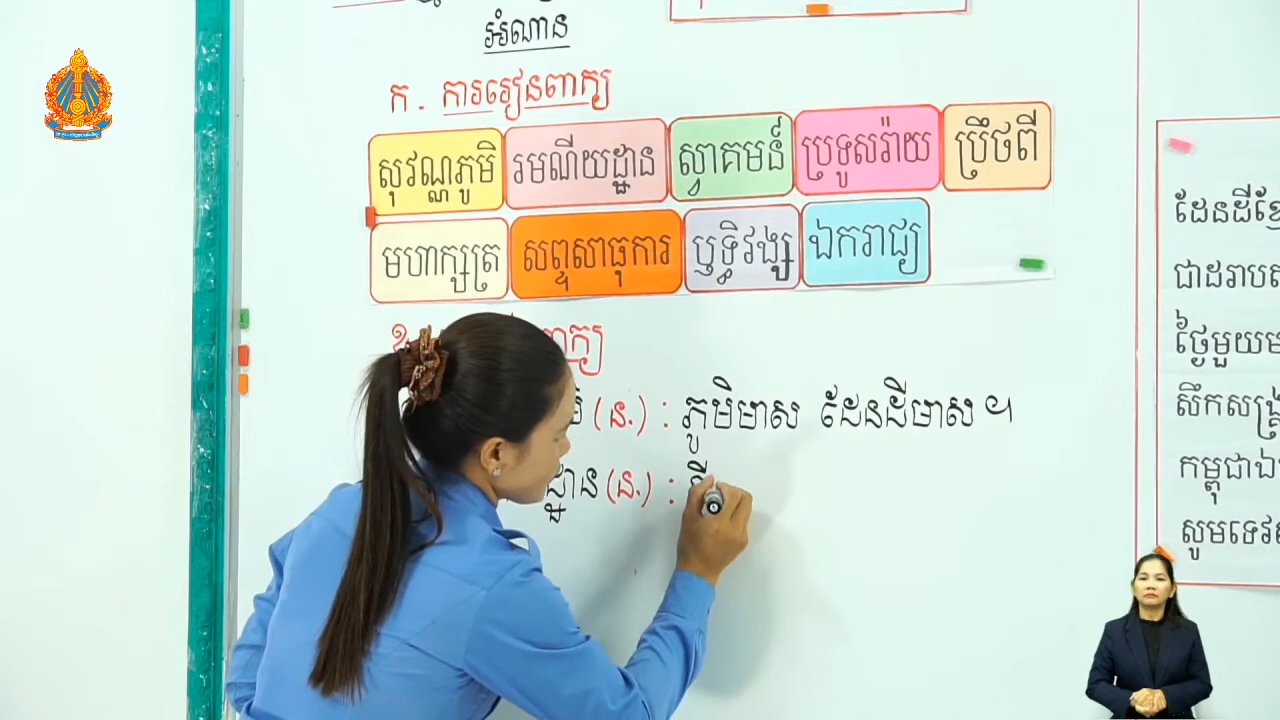 អំណាន
ក . ការរៀនពាក្យ
សុវណ្ណភូមិ រមណីយដ្ឋាន ស្វាគមន៍ ប្រទូសរ៉ាយ ប្រឹថពី
មហាក្សត្រ សព្ទសាធុការ ឫទ្ធិវង្ស ឯករាជ្យ
ពាក្យ
(ន.) : ភូមិមាស ដែនដីមាស ។
ដ្ឋាន (ន.) : ទី
ដែនដីខ្មែ
ជាដរាប
ថ្ងៃមួយ
សឹកសង្គ្រ
កម្ពុជាឯ
សូមទេវ